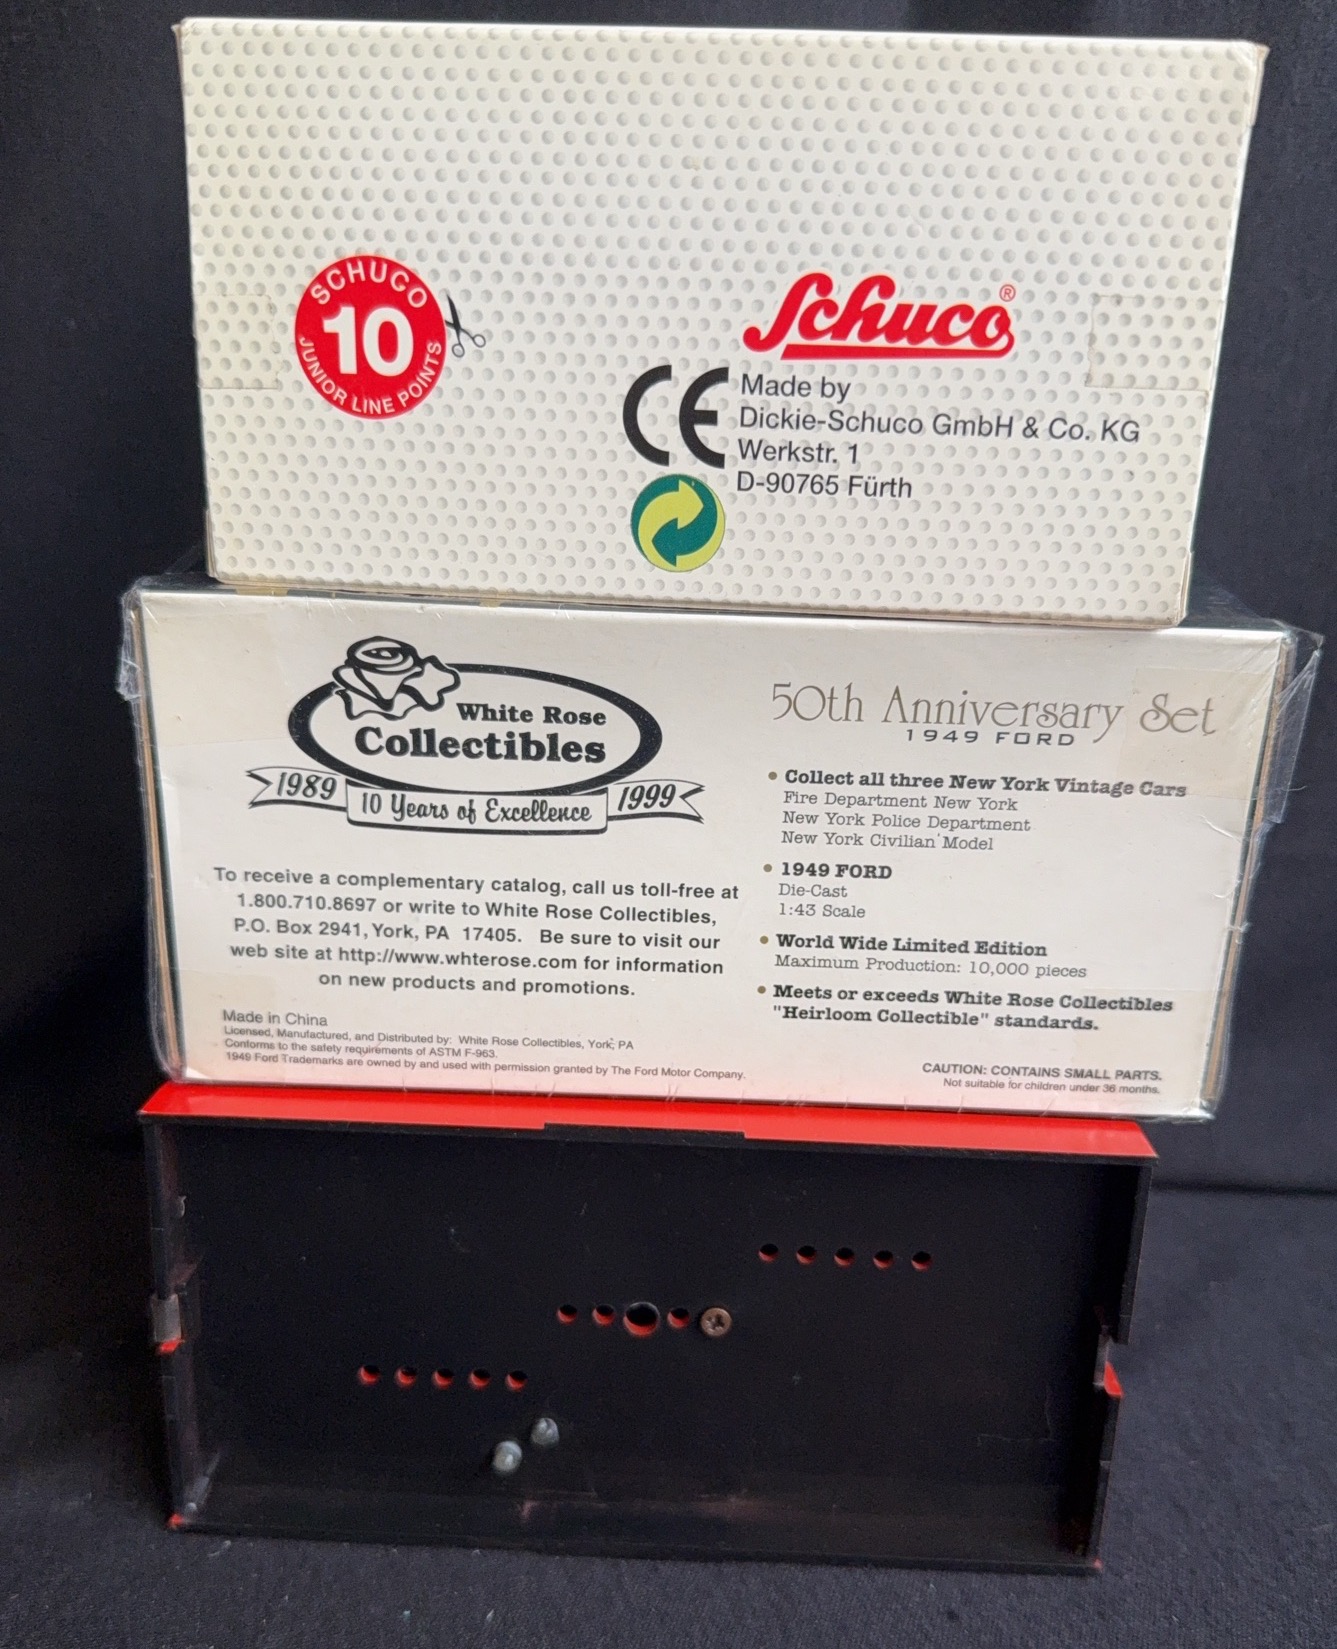 SCHUCO
10
JUNIOR LINE POINTS
Schuco®
CE
Made by
Dickie-Schuco GmbH & Co. KG
Werkstr. 1
D-90765 Fürth
White Rose
Collectibles
1989
10 Years of Excellence
1999
To receive a complementary catalog, call us toll-free at
1.800.710.8697 or write to White Rose Collectibles,
P.O. Box 2941, York, PA 17405. Be sure to visit our
web site at http://www.whterose.com for information
on new products and promotions.
Made in China
Licensed, Manufactured, and Distributed by: White Rose Collectibles, York, PA
Conforms to the safety requirements of ASTM F-963.
1949 Ford Trademarks are owned by and used with permission granted by The Ford Motor Company.
50th Anniversary Set
1949 FORD
• Collect all three New York Vintage Cars
Fire Department New York
New York Police Department
New York Civilian Model
• 1949 FORD
Die-Cast
1:43 Scale
• World Wide Limited Edition
Maximum Production: 10,000 pieces
• Meets or exceeds White Rose Collectibles
"Heirloom Collectible" standards.
CAUTION: CONTAINS SMALL PARTS.
Not suitable for children under 36 months.